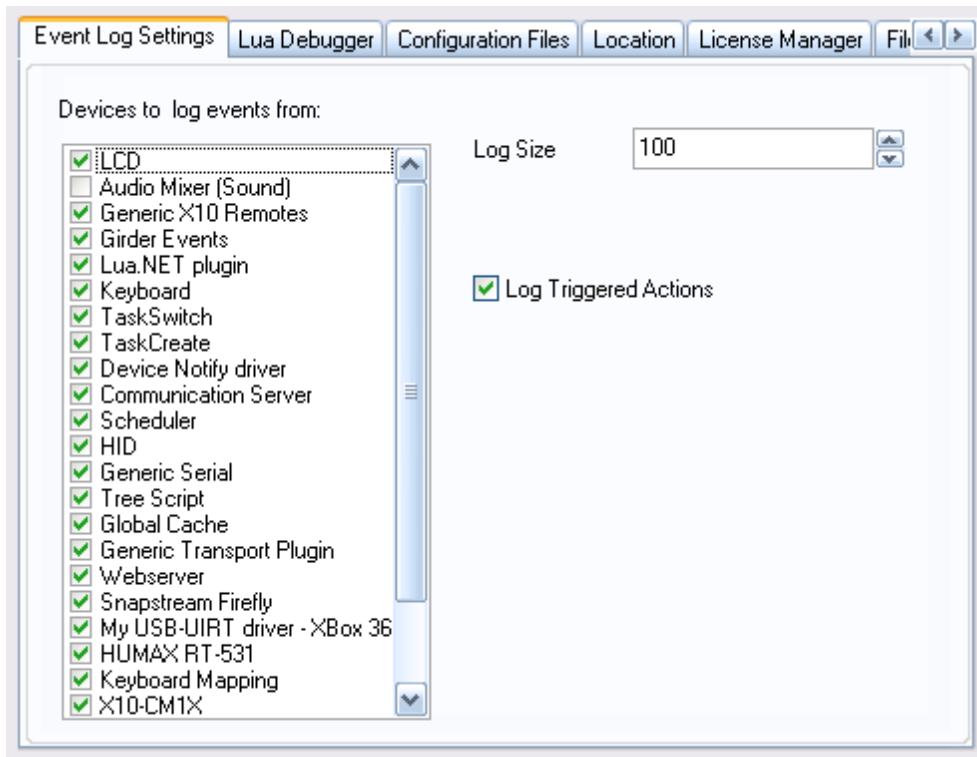 Event Log Settings Lua Debugger Configuration Files Location License Manager
Devices to log events from:
Log Size 100
LCD
Audio Mixer (Sound)
Generic X10 Remotes
Girder Events
Lua.NET plugin
Log Triggered Actions
Keyboard
TaskSwitch
TaskCreate
Device Notify driver
Communication Server
Scheduler
HID
Generic Serial
Tree Script
Global Cache
Generic Transport Plugin
Webserver
Snapstream Firefly
My USB-UIRT driver - XBox 36
HUMAX RT-531
Keyboard Mapping
X10-CM1X